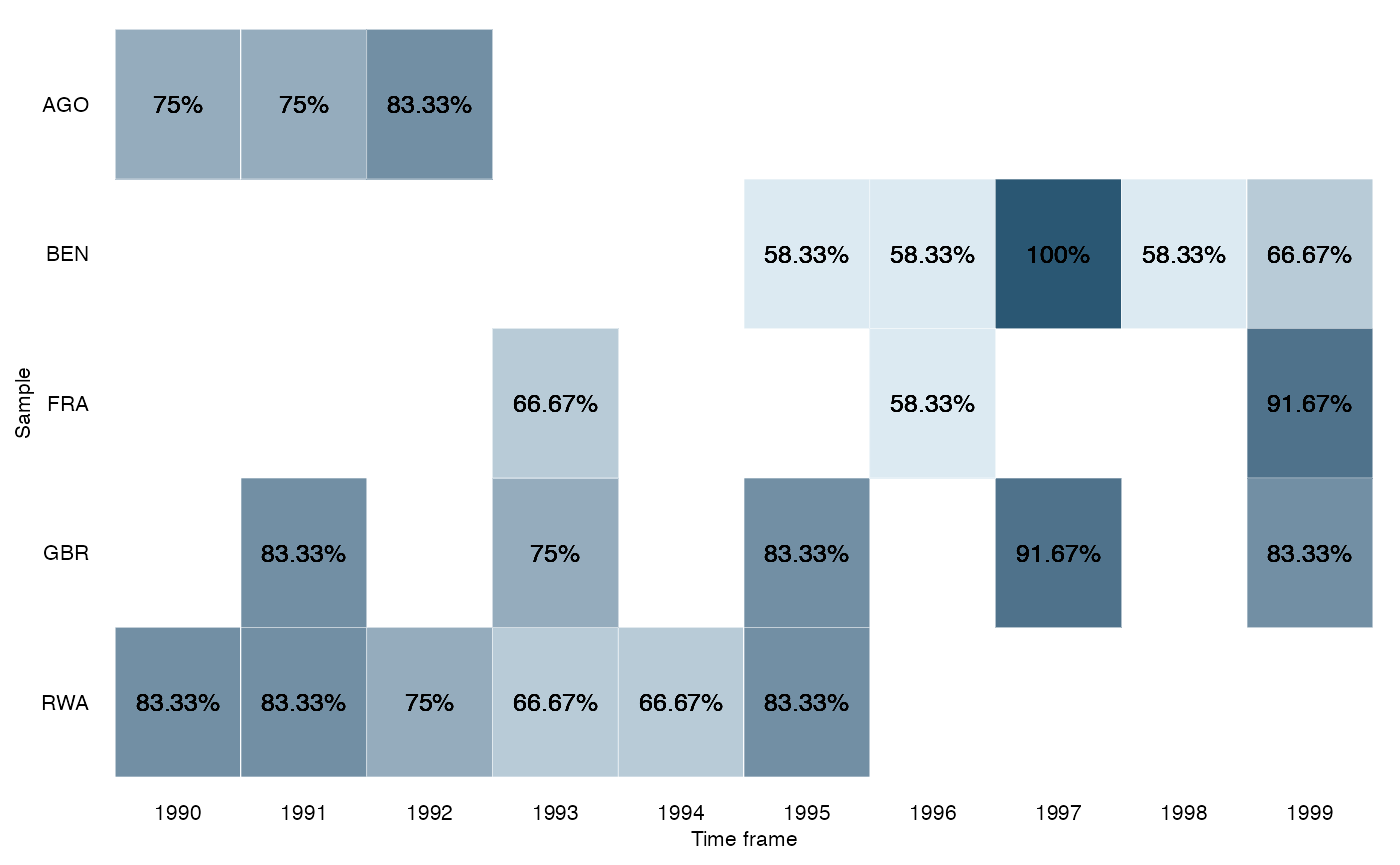 AGO 75% 75% 83.33%
BEN 58.33% 58.33% 100% 58.33% 66.67%
Sample
FRA 66.67% 58.33% 91.67%
GBR 83.33% 75% 83.33% 91.67% 83.33%
RWA 83.33% 83.33% 75% 66.67% 66.67% 83.33%
1990 1991 1992 1993 1994 1995 1996 1997 1998 1999
Time frame